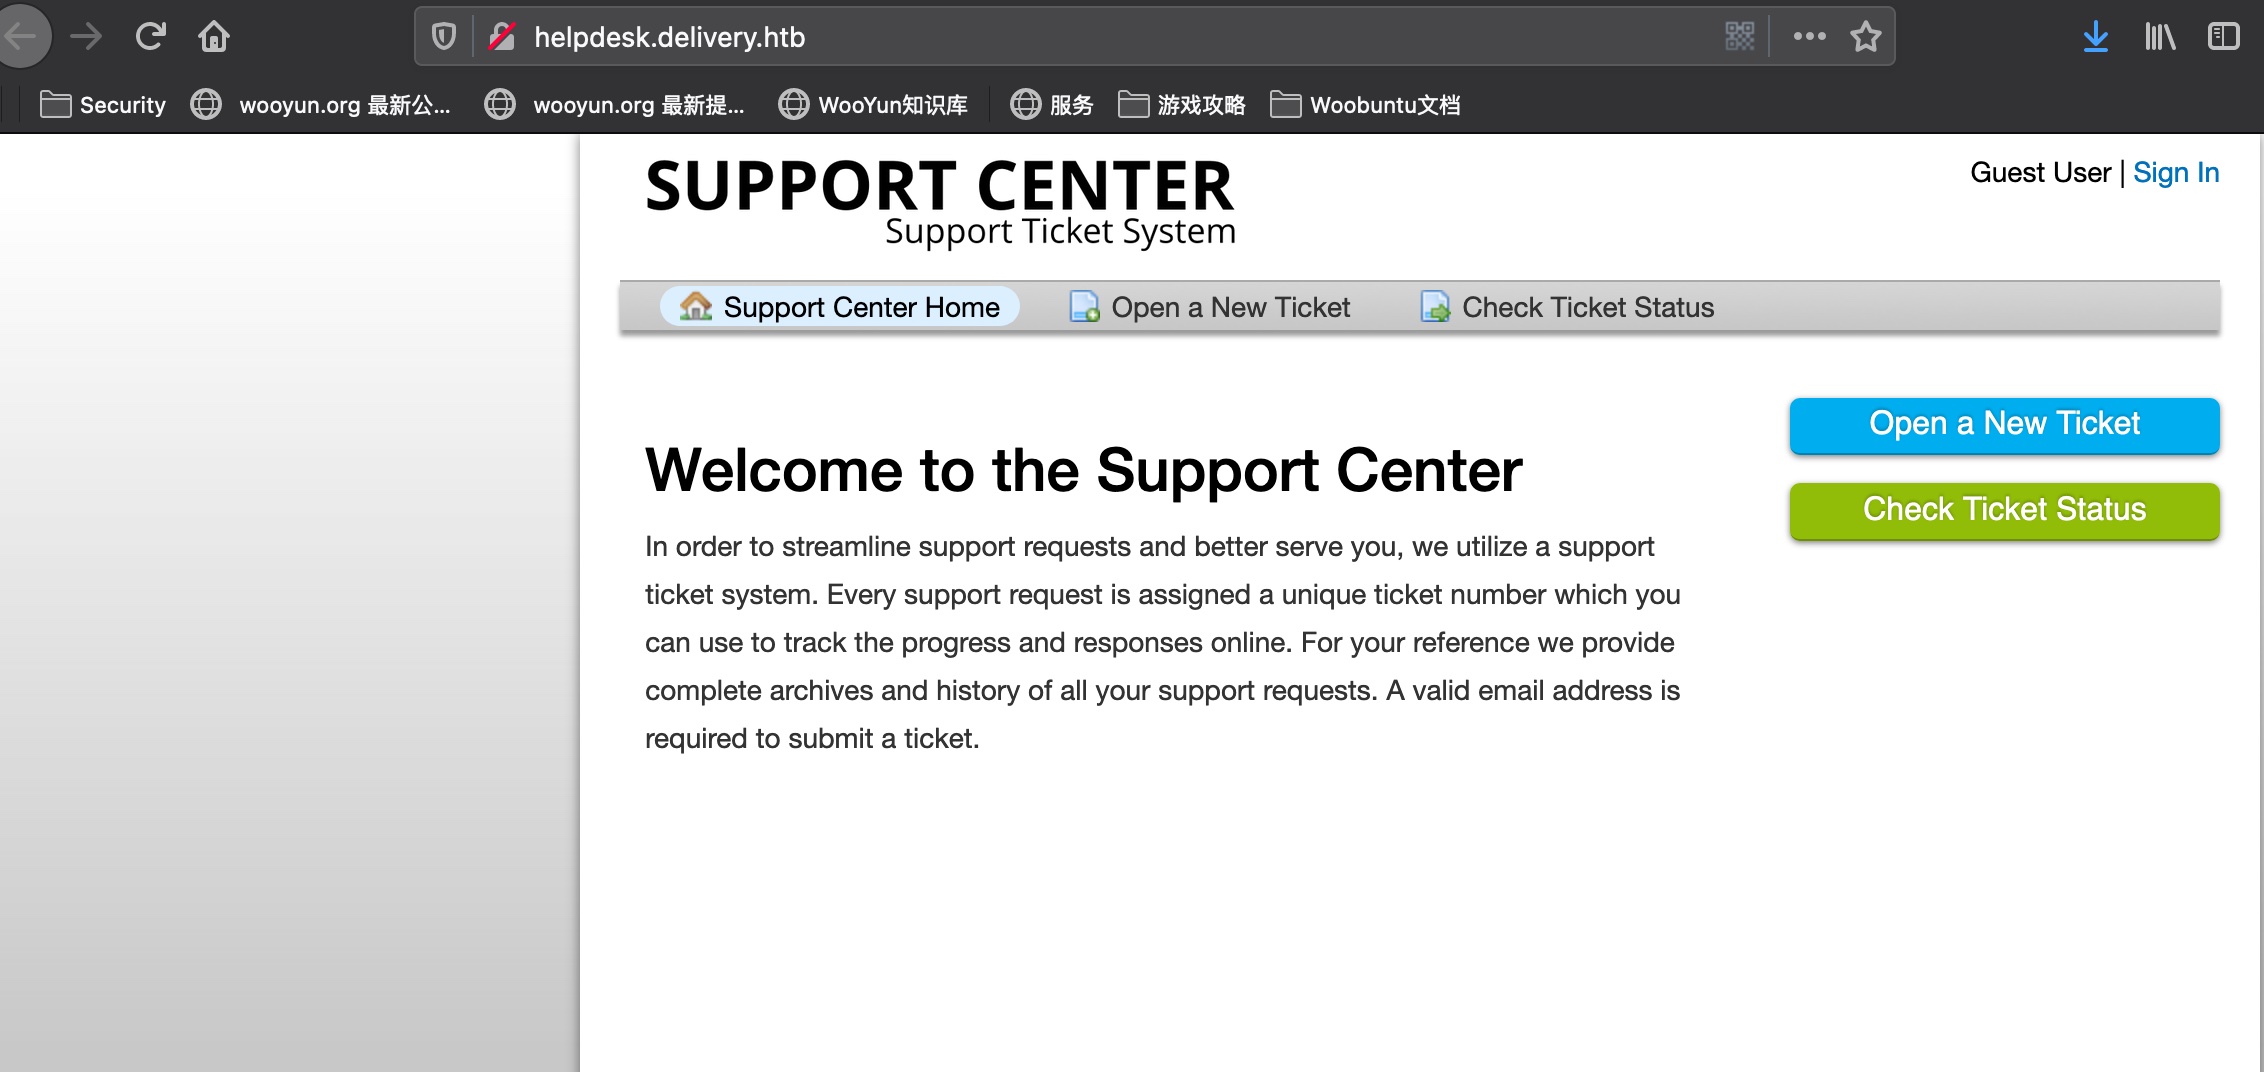 helpdesk.delivery.htb
Security wooyun.org 最新公... wooyun.org 最新提... WooYun知识库 服务 游戏攻略 Woobuntu文档
SUPPORT CENTER
Support Ticket System
Guest User | Sign In
Support Center Home Open a New Ticket Check Ticket Status
Open a New Ticket
Check Ticket Status
Welcome to the Support Center
In order to streamline support requests and better serve you, we utilize a support
ticket system. Every support request is assigned a unique ticket number which you
can use to track the progress and responses online. For your reference we provide
complete archives and history of all your support requests. A valid email address is
required to submit a ticket.